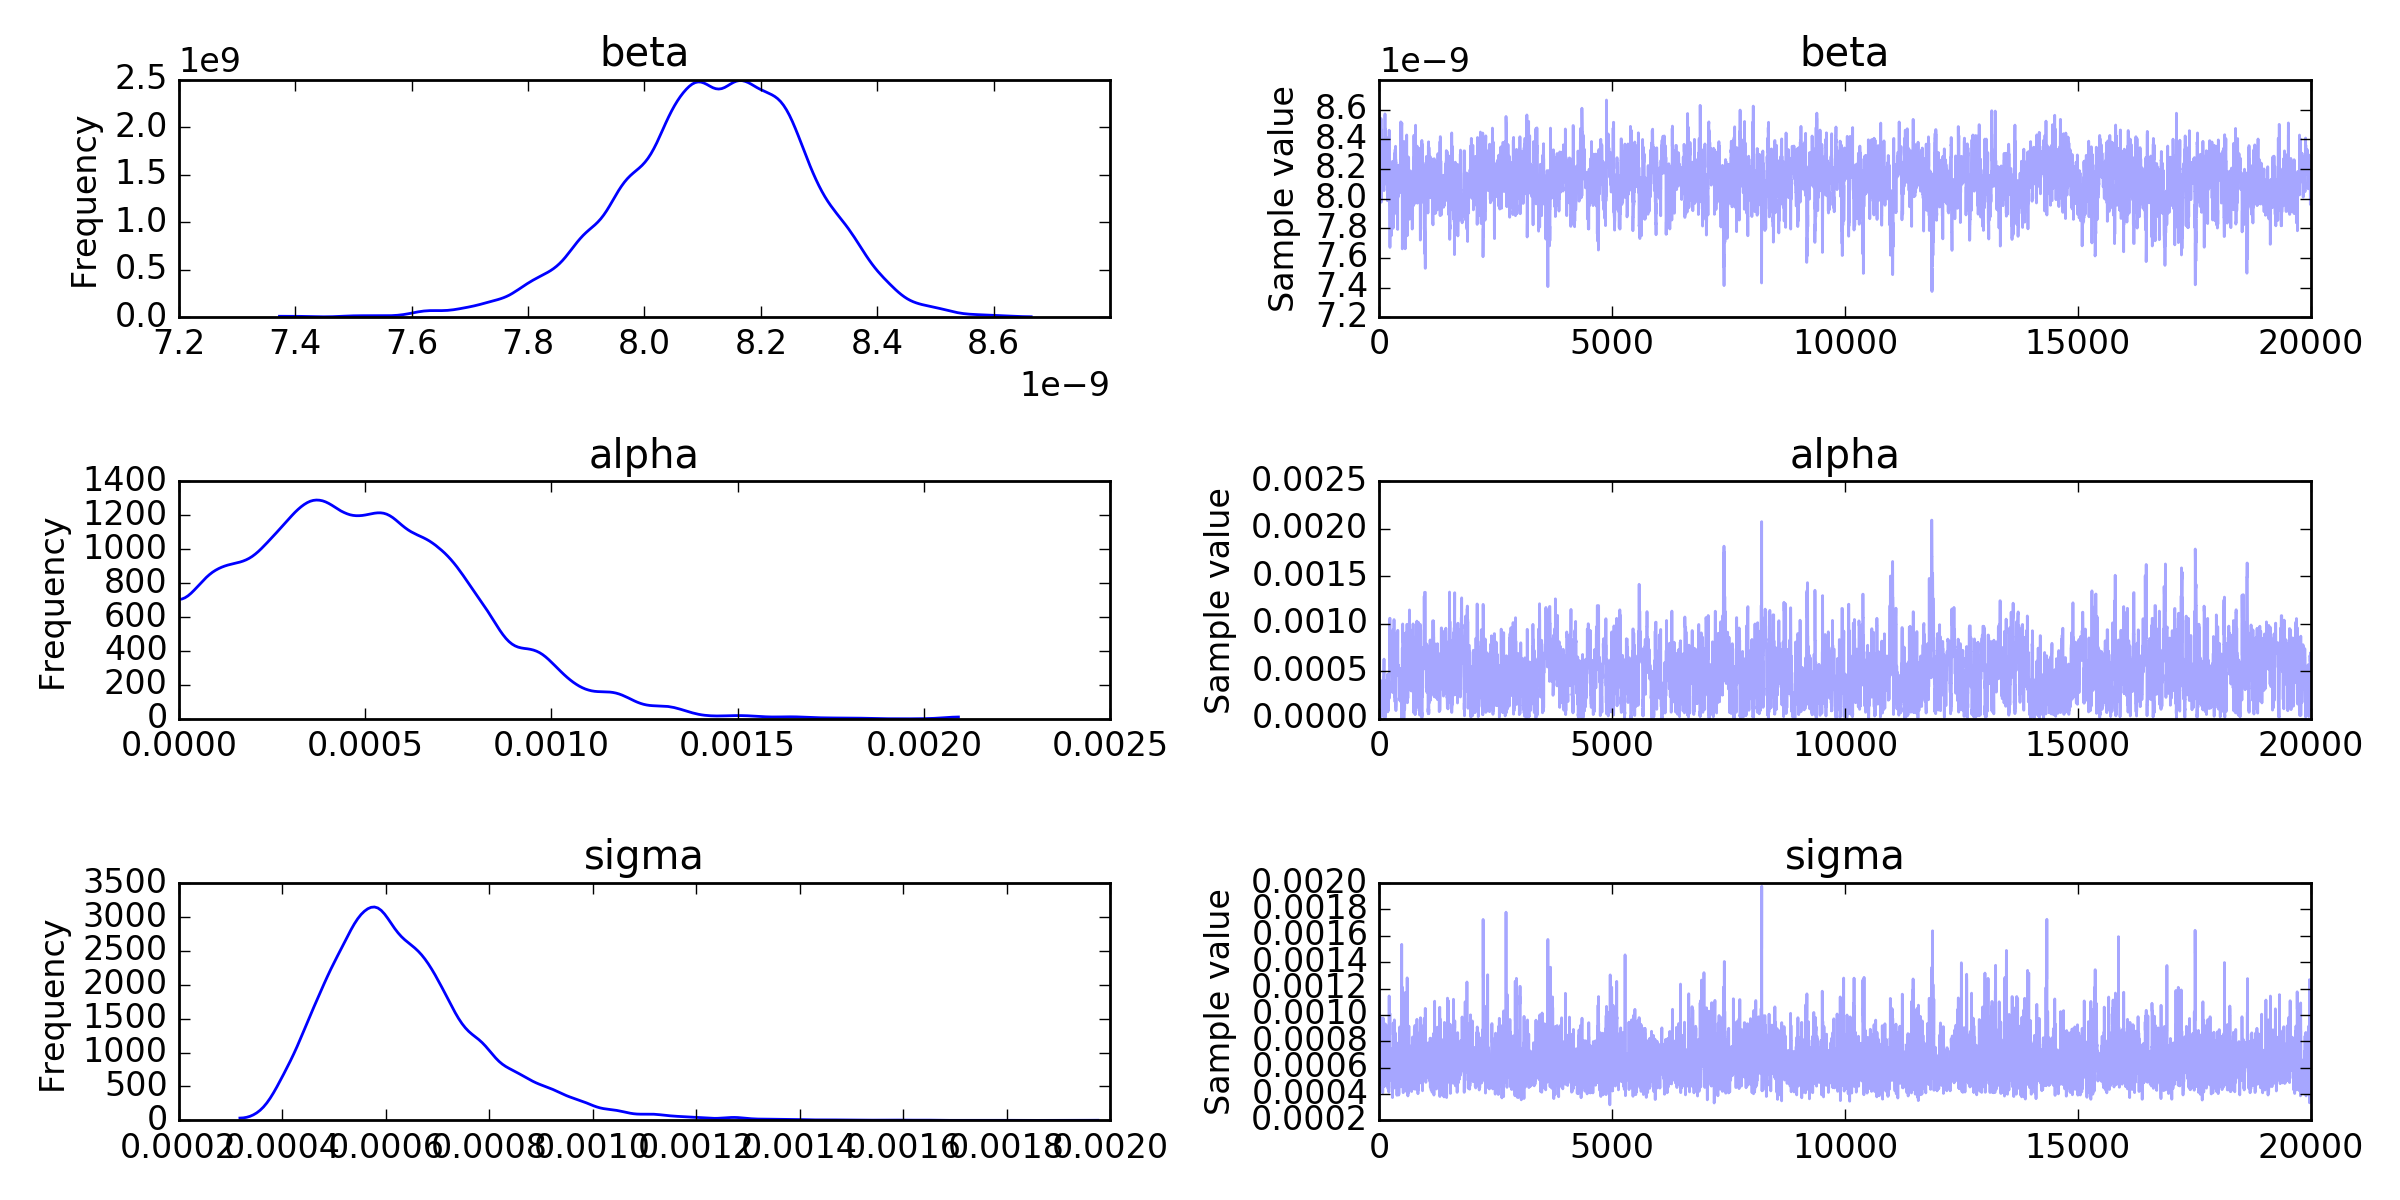 beta
1e9
Frequency
2.5
2.0
1.5
1.0
0.5
0.0
7.2 7.4 7.6 7.8 8.0 8.2 8.4 8.6
1e−9
beta
1e−9
Sample value
8.6
8.4
8.2
8.0
7.8
7.6
7.4
7.2
0 5000 10000 15000 20000
alpha
Frequency
1400
1200
1000
800
600
400
200
0
0.0000 0.0005 0.0010 0.0015 0.0020 0.0025
alpha
Sample value
0.0025
0.0020
0.0015
0.0010
0.0005
0.0000
0 5000 10000 15000 20000
sigma
Frequency
3500
3000
2500
2000
1500
1000
500
0
0.0002 0.0004 0.0006 0.0008 0.0010 0.0012 0.0014 0.0016 0.0018 0.0020
sigma
Sample value
0.0020
0.0018
0.0016
0.0014
0.0012
0.0010
0.0008
0.0006
0.0004
0.0002
0 5000 10000 15000 20000